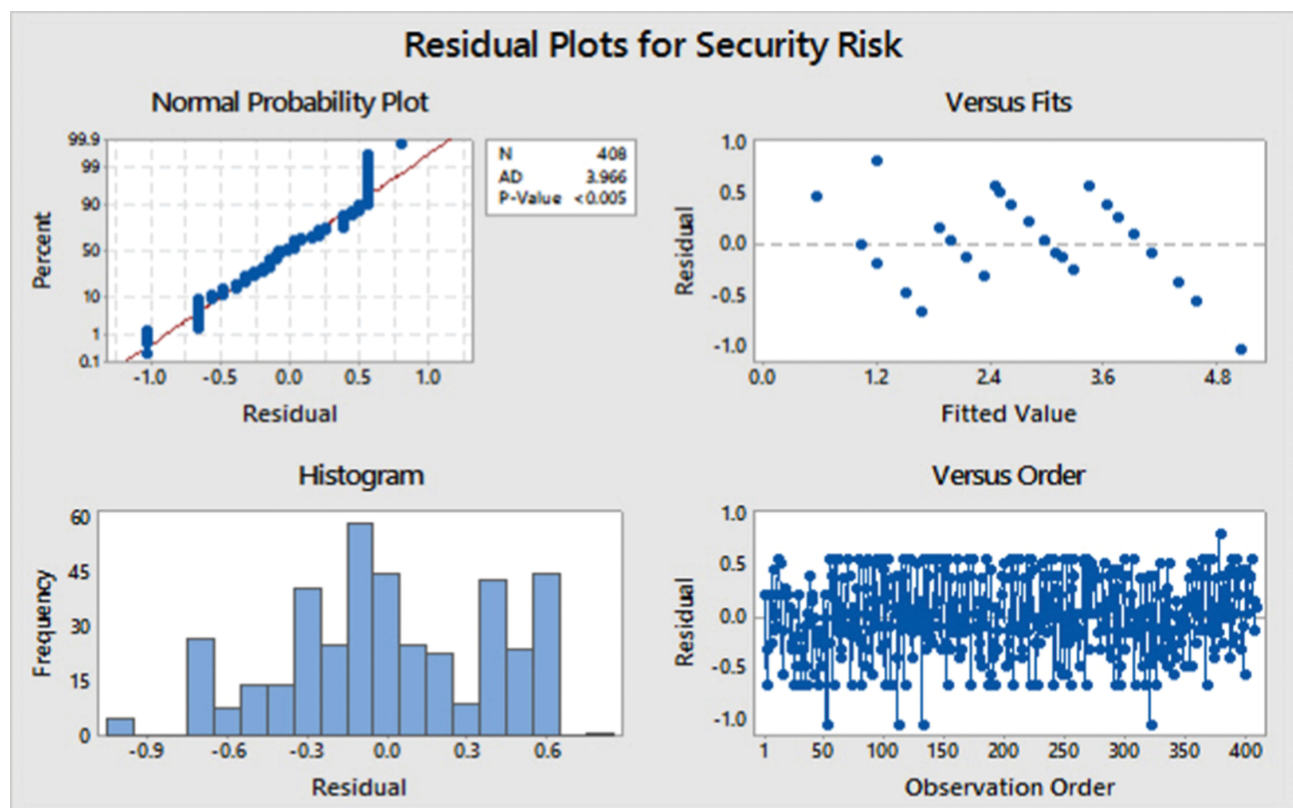 Residual Plots for Security Risk
Normal Probability Plot
99.9
99
90
50
10
1
0.1
Percent
-1.0 -0.5 0.0 0.5 1.0
Residual
N 408
AD 3.966
P-Value <0.005
Versus Fits
1.0
0.5
0.0
-0.5
-1.0
Residual
0.0 1.2 2.4 3.6 4.8
Fitted Value
Histogram
60
45
30
15
0
Frequency
-0.9 -0.6 -0.3 0.0 0.3 0.6
Residual
Versus Order
1.0
0.5
0.0
-0.5
-1.0
Residual
1 50 100 150 200 250 300 350 400
Observation Order